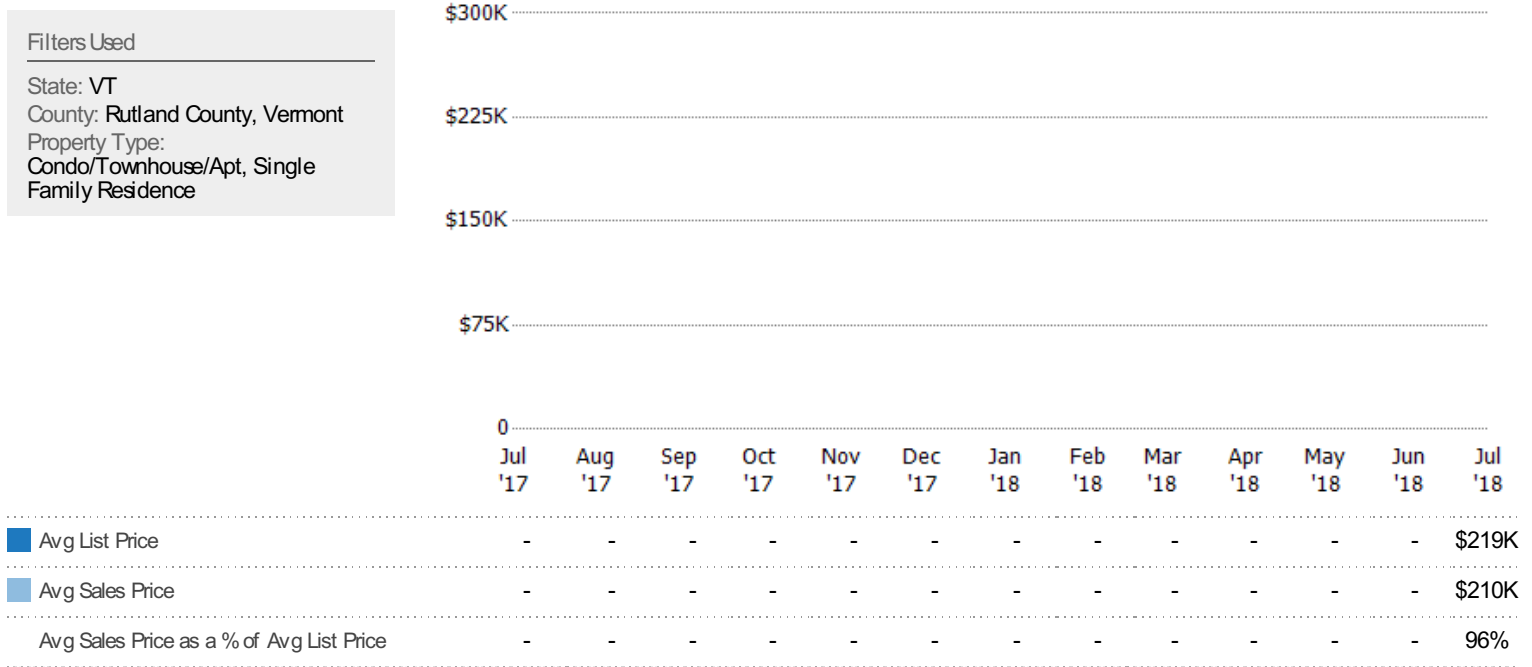 Filters Used
State: VT
County: Rutland County, Vermont
Property Type:
Condo/Townhouse/Apt, Single
Family Residence
$300K
$225K
$150K
$75K
0
Jul Aug Sep Oct Nov Dec Jan Feb Mar Apr May Jun Jul
'17 '17 '17 '17 '17 '17 '18 '18 '18 '18 '18 '18 '18
Avg List Price - - - - - - - - - - - - $219K
Avg Sales Price - - - - - - - - - - - - $210K
Avg Sales Price as a % of Avg List Price - - - - - - - - - - - - 96%